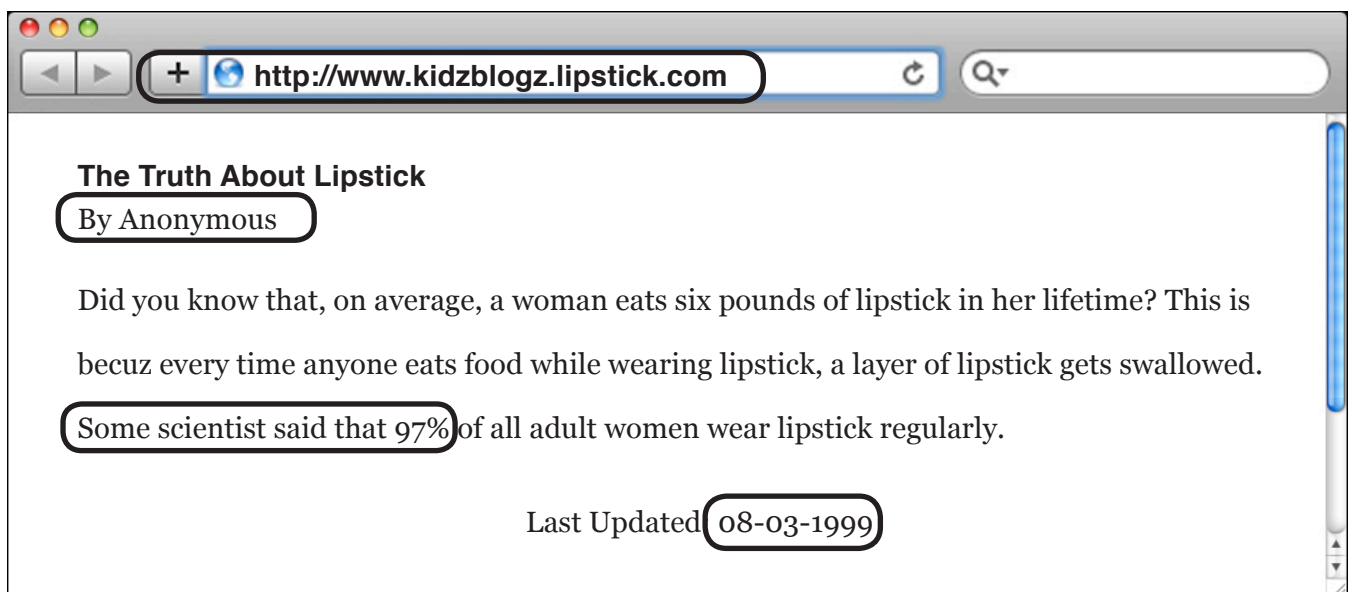 http://www.kidzblogz.lipstick.com
The Truth About Lipstick
By Anonymous
Did you know that, on average, a woman eats six pounds of lipstick in her lifetime? This is
becuz every time anyone eats food while wearing lipstick, a layer of lipstick gets swallowed.
Some scientist said that 97% of all adult women wear lipstick regularly.
Last Updated 08-03-1999